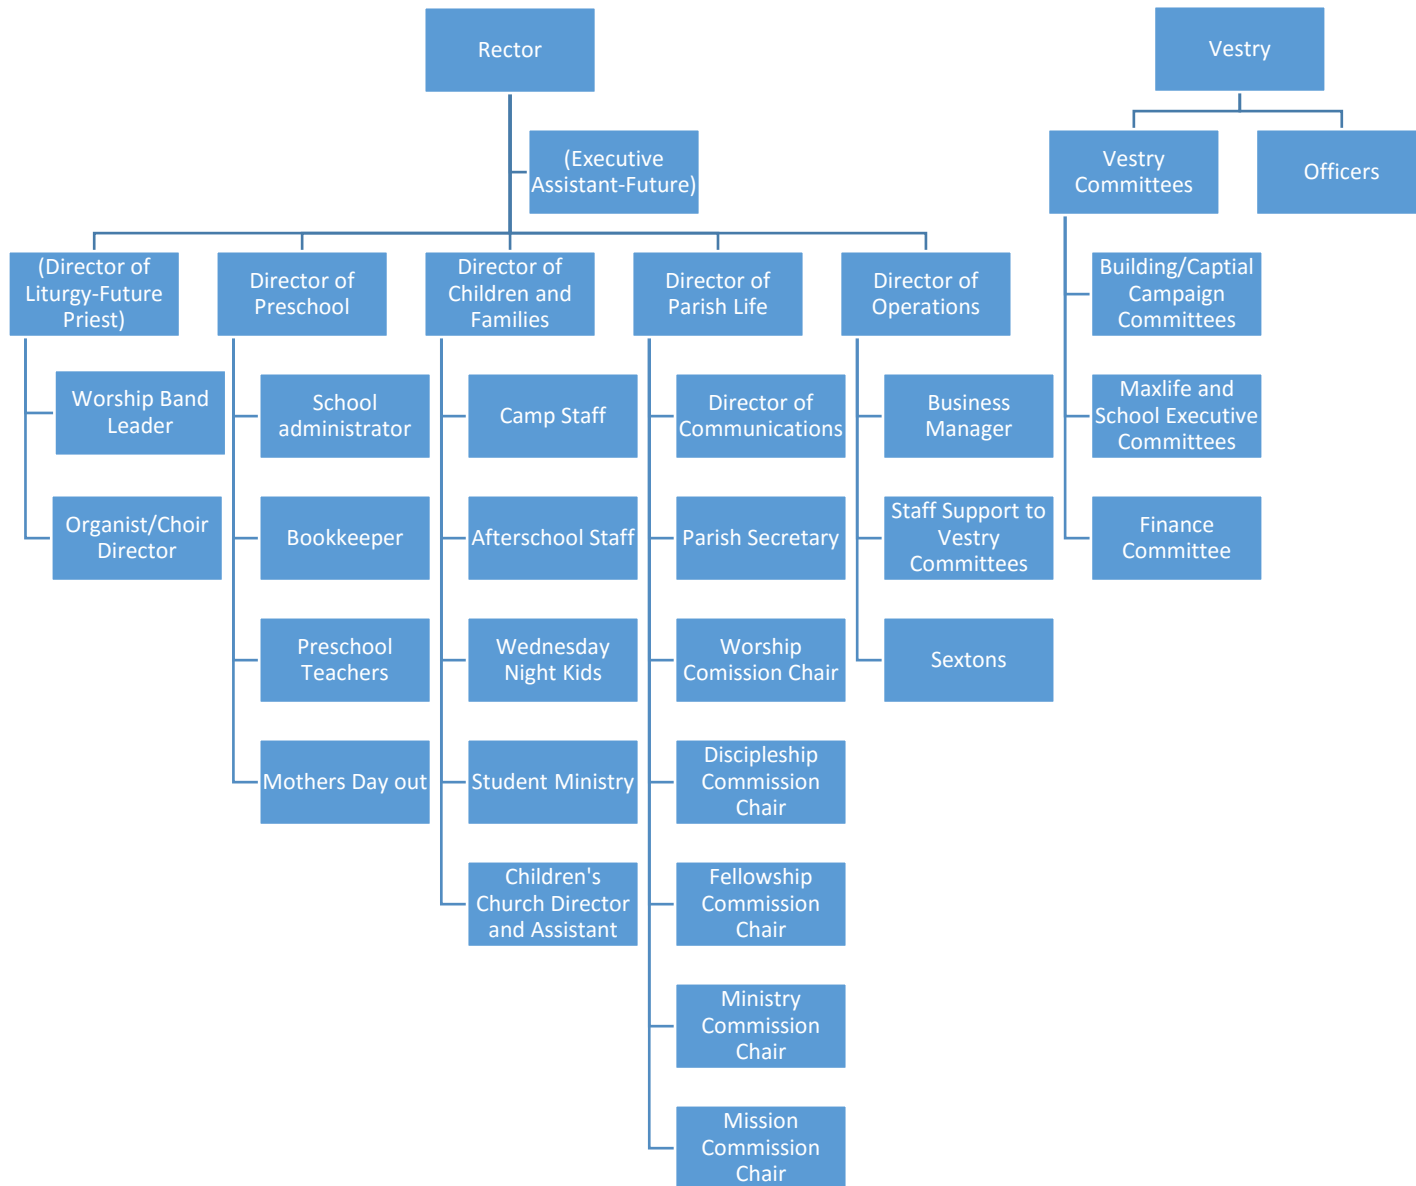 Rector
Vestry
(Executive
Assistant-Future)
Vestry
Committees
Officers
(Director of
Liturgy-Future
Priest)
Director of
Preschool
Director of
Children and
Families
Director of
Parish Life
Director of
Operations
Building/Captial
Campaign
Committees
Worship Band
Leader
School
administrator
Camp Staff
Director of
Communications
Business
Manager
Maxlife and
School Executive
Committees
Organist/Choir
Director
Bookkeeper
Afterschool Staff
Parish Secretary
Staff Support to
Vestry
Committees
Finance
Committee
Preschool
Teachers
Wednesday
Night Kids
Worship
Comission Chair
Sextons
Mothers Day out
Student Ministry
Discipleship
Commission
Chair
Children's
Church Director
and Assistant
Fellowship
Commission
Chair
Ministry
Commission
Chair
Mission
Commission
Chair